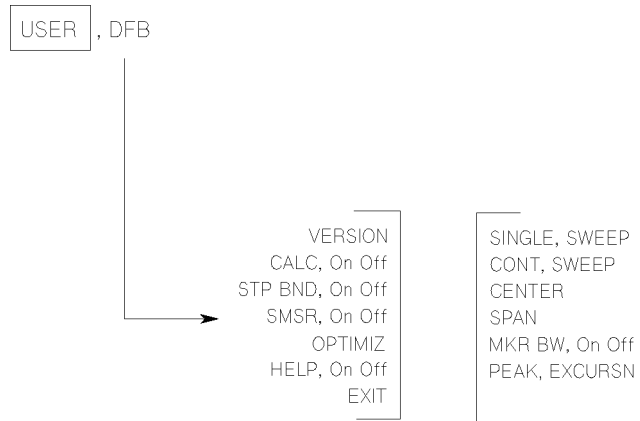 USER , DFB
VERSION
CALC, On Off
STP BND, On Off
SMSR, On Off
OPTIMIZ
HELP, On Off
EXIT
SINGLE, SWEEP
CONT, SWEEP
CENTER
SPAN
MKR BW, On Off
PEAK, EXCURSN